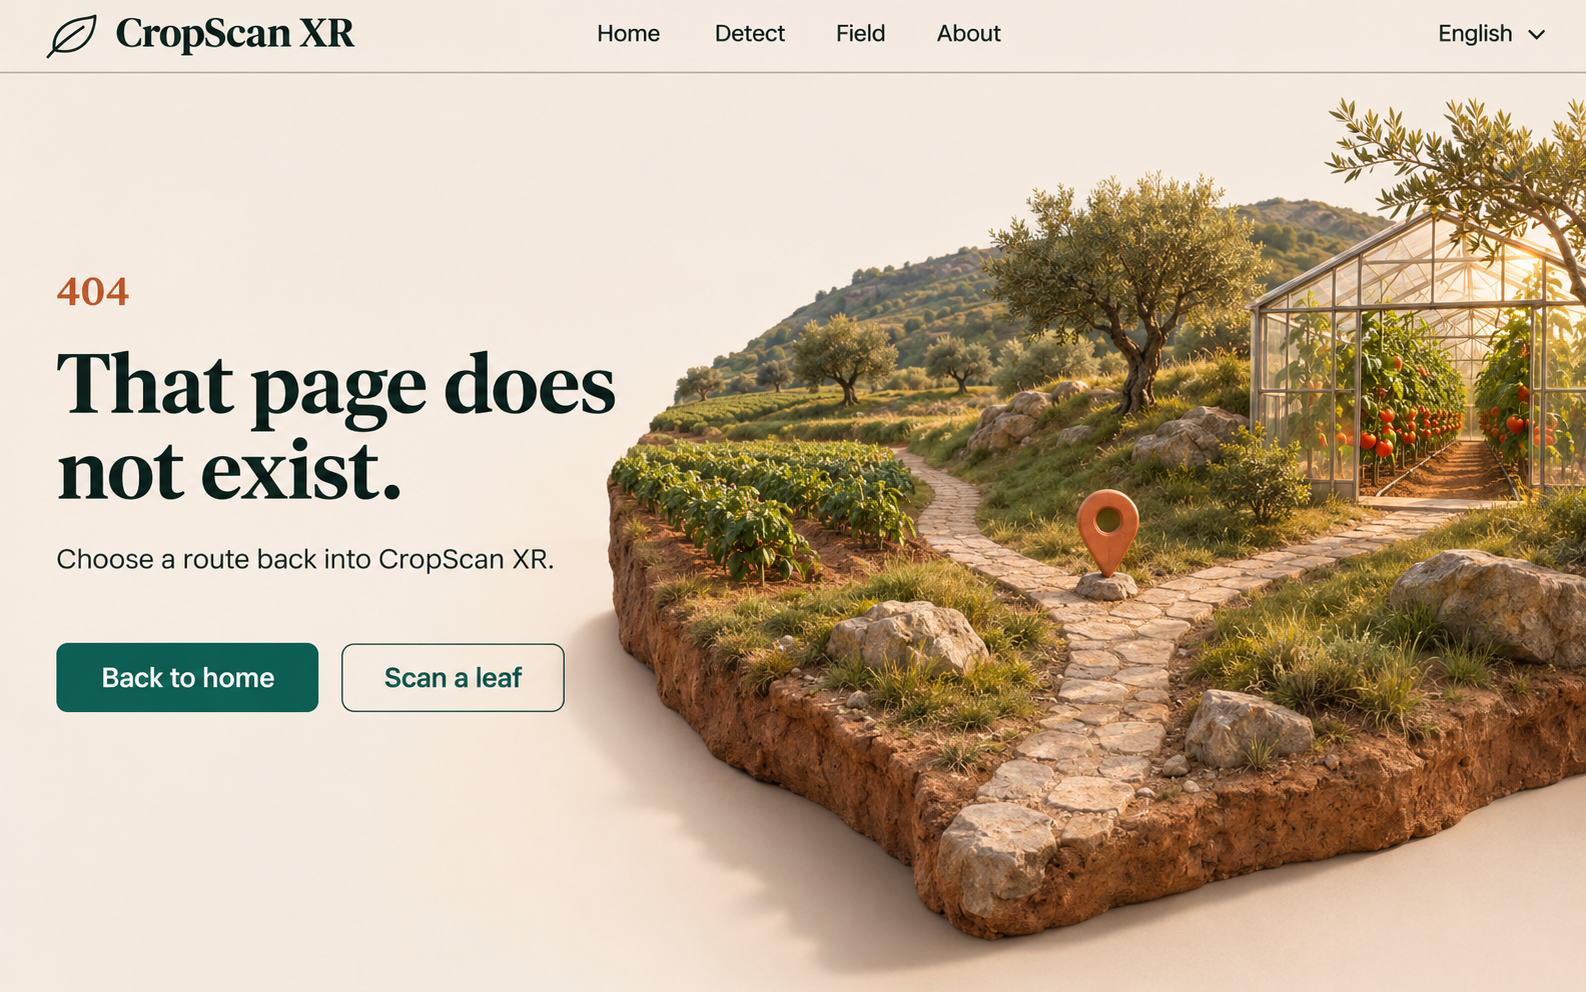 CropScan XR
Home Detect Field About
English
404
That page does
not exist.
Choose a route back into CropScan XR.
Back to home
Scan a leaf